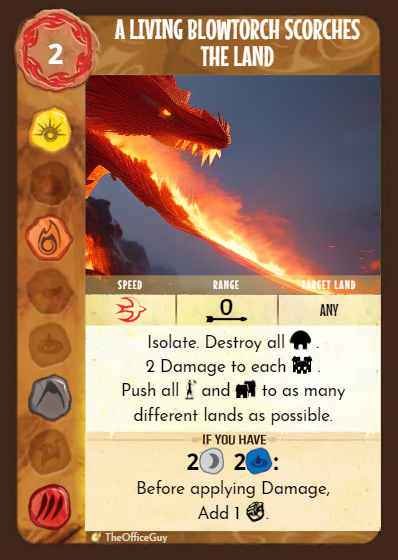 2
A LIVING BLOWTORCH SCORCHES
THE LAND
SPEED RANGE TARGET LAND
0 ANY
Isolate. Destroy all .
2 Damage to each .
Push all and to as many
different lands as possible.
IF YOU HAVE
2 2 :
Before applying Damage,
Add 1 .
TheOfficeGuy